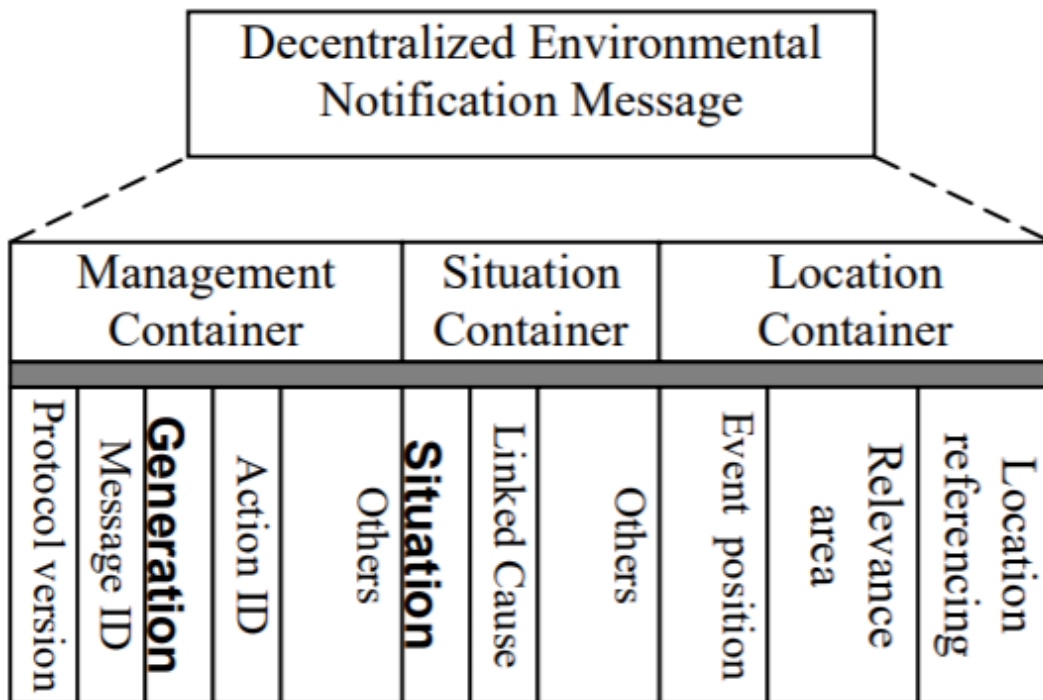 Decentralized Environmental
Notification Message
Management
Container
Situation
Container
Location
Container
Protocol version
Message ID
Generation
Action ID
Others
Situation
Linked Cause
Others
Event position
Relevance
area
Location
referencing